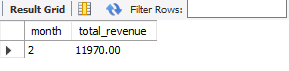 Result Grid Filter Rows:
month total_revenue
2 11970.00